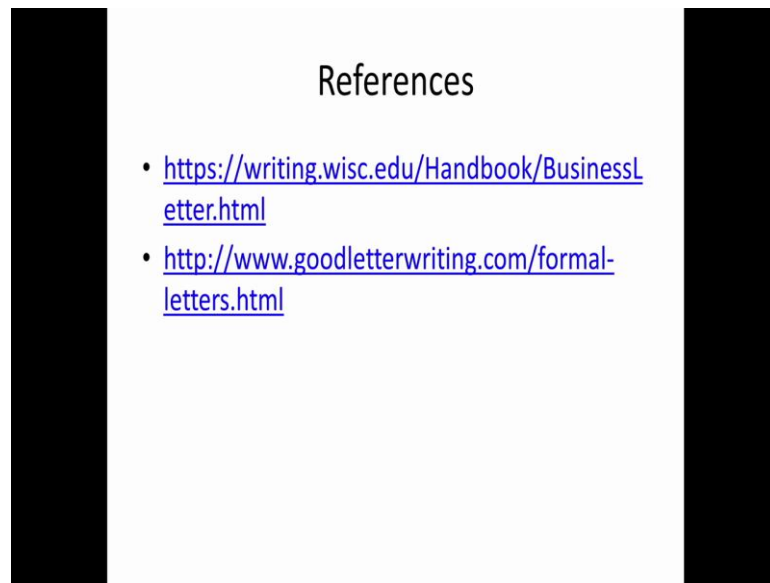 References
• https://writing.wisc.edu/Handbook/BusinessL
etter.html
• http://www.goodletterwriting.com/formal-
letters.html